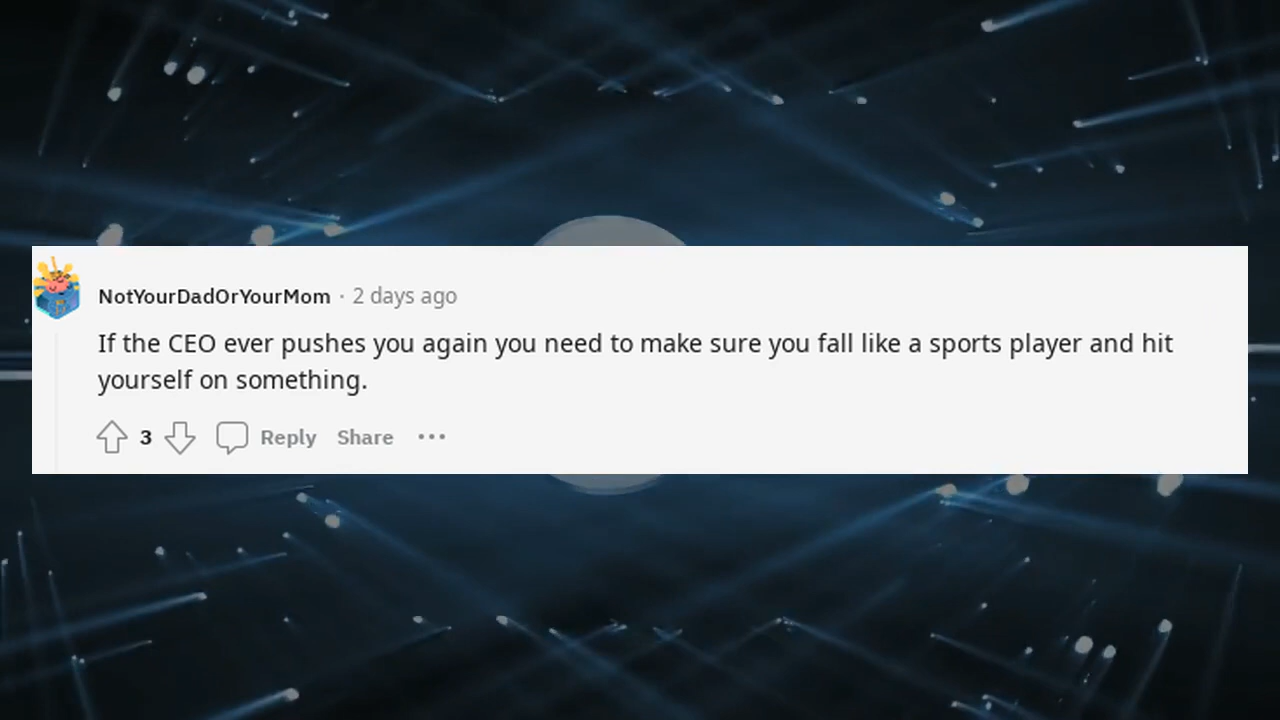 NotYourDadOrYourMom · 2 days ago
If the CEO ever pushes you again you need to make sure you fall like a sports player and hit
yourself on something.
3 Reply Share ···